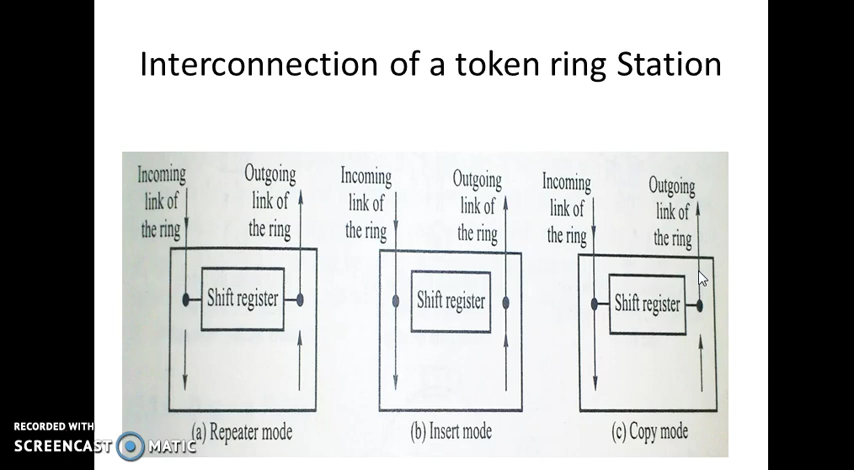 Interconnection of a token ring Station
Incoming
link of
the ring
Outgoing
link of
the ring
Incoming
link of
the ring
Outgoing
link of
the ring
Incoming
link of
the ring
Outgoing
link of
the ring
Shift register
Shift register
Shift register
(a) Repeater mode
(b) Insert mode
(c) Copy mode
RECORDED WITH
SCREENCAST MATIC